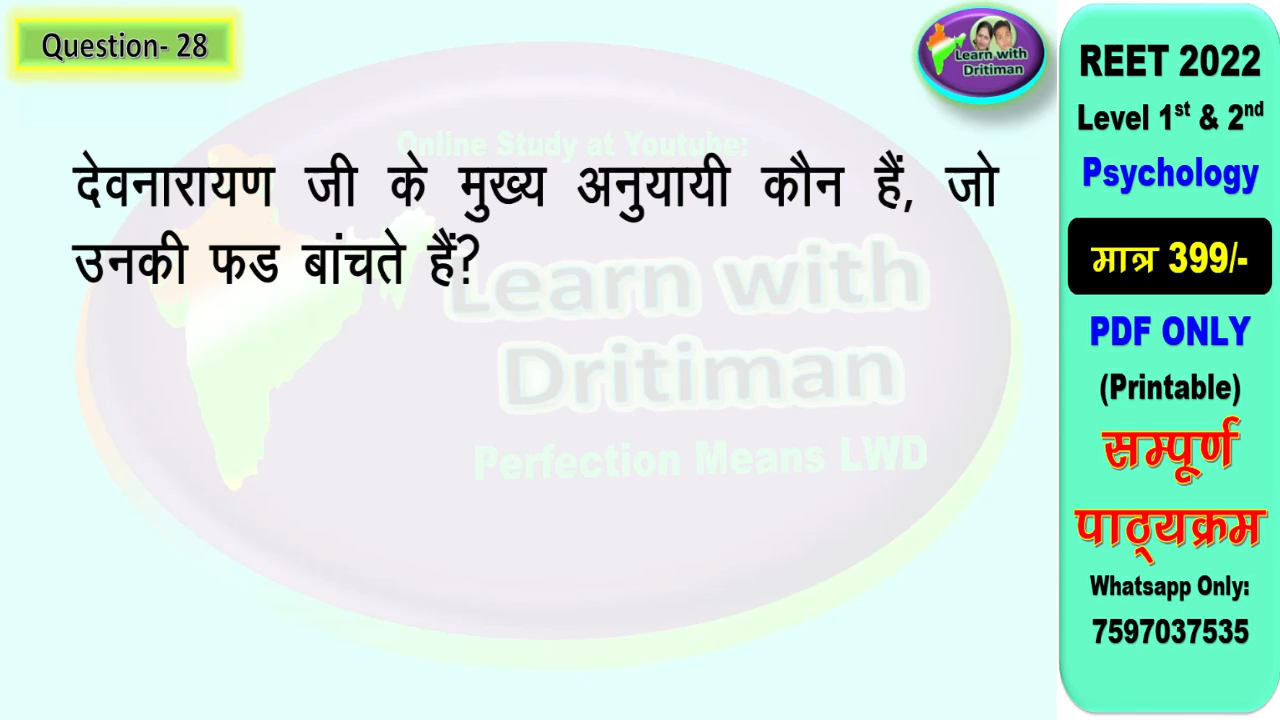 Question- 28
Learn with
Dritiman
Online Study at Youtube:
देवनारायण जी के मुख्य अनुयायी कौन हैं, जो
उनकी फड बांचते हैं?
Learn with
Dritiman
Perfection Means LWD
REET 2022
Level 1st & 2nd
Psychology
मात्र 399/-
PDF ONLY
(Printable)
सम्पूर्ण
पाठ्यक्रम
Whatsapp Only:
7597037535